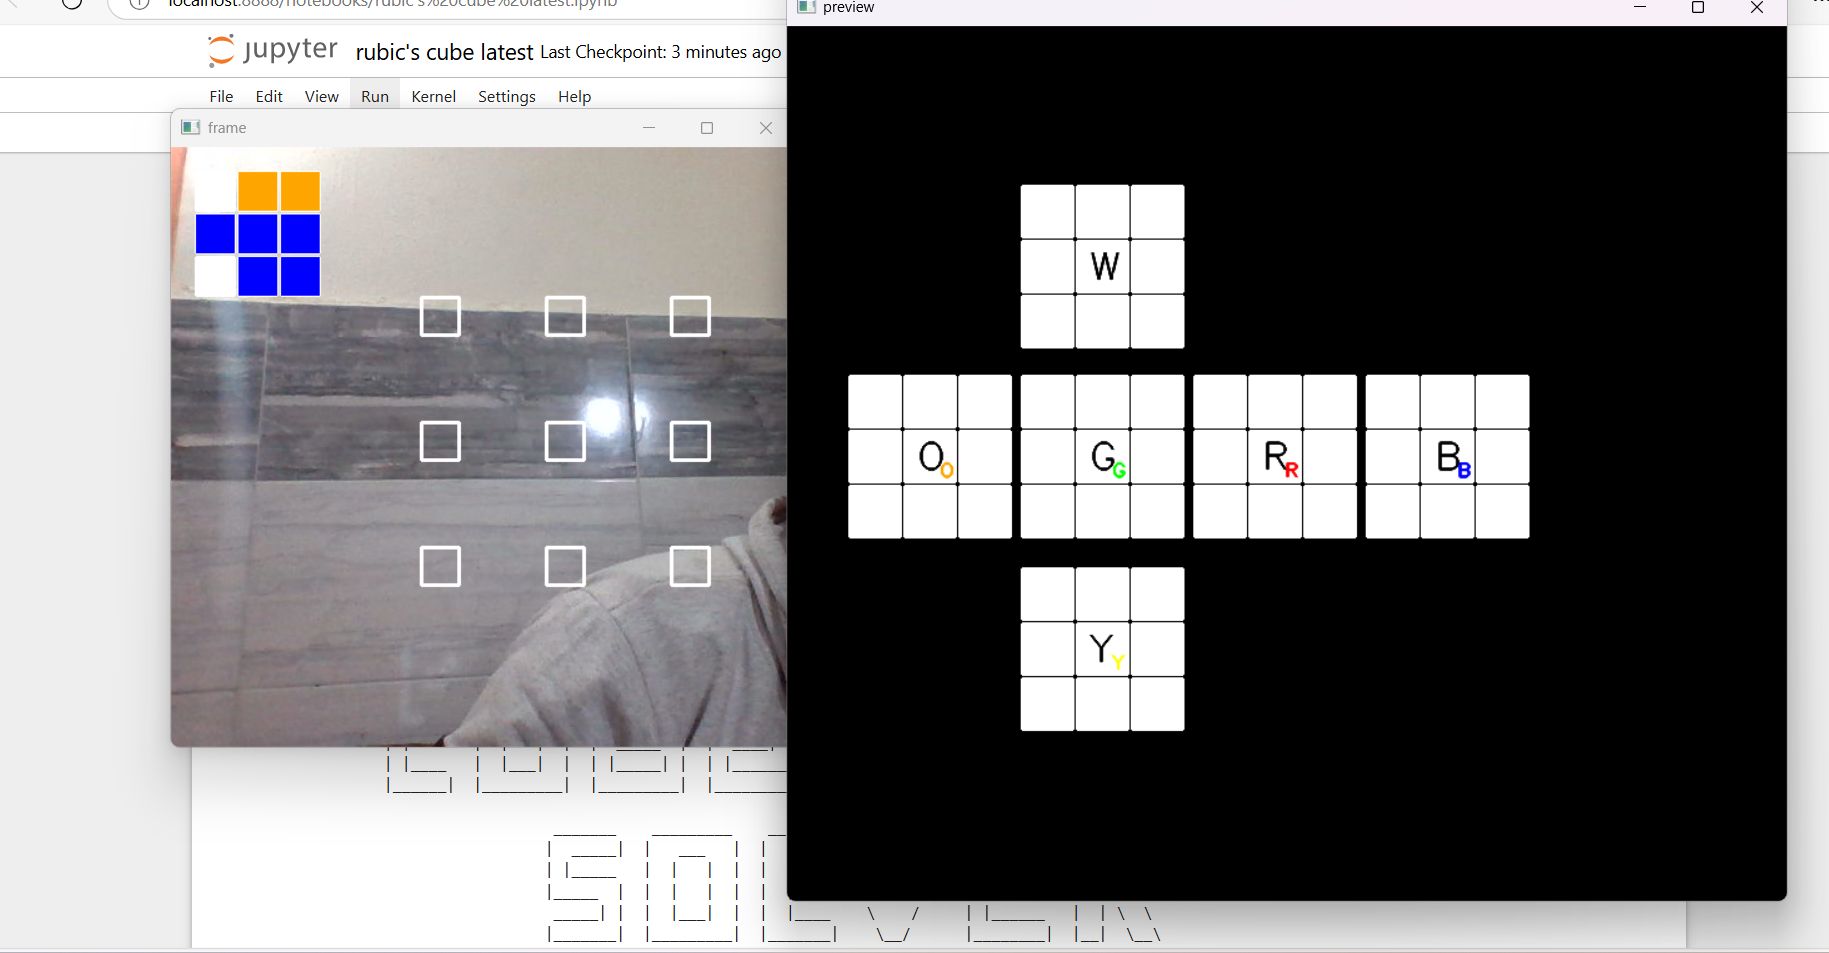 localhost:8888/notebooks/rubic's%20cube%20latest.ipynb
preview
jupyter rubic's cube latest Last Checkpoint: 3 minutes ago
File Edit View Run Kernel Settings Help
frame
W
O O G G R R B B
Y Y